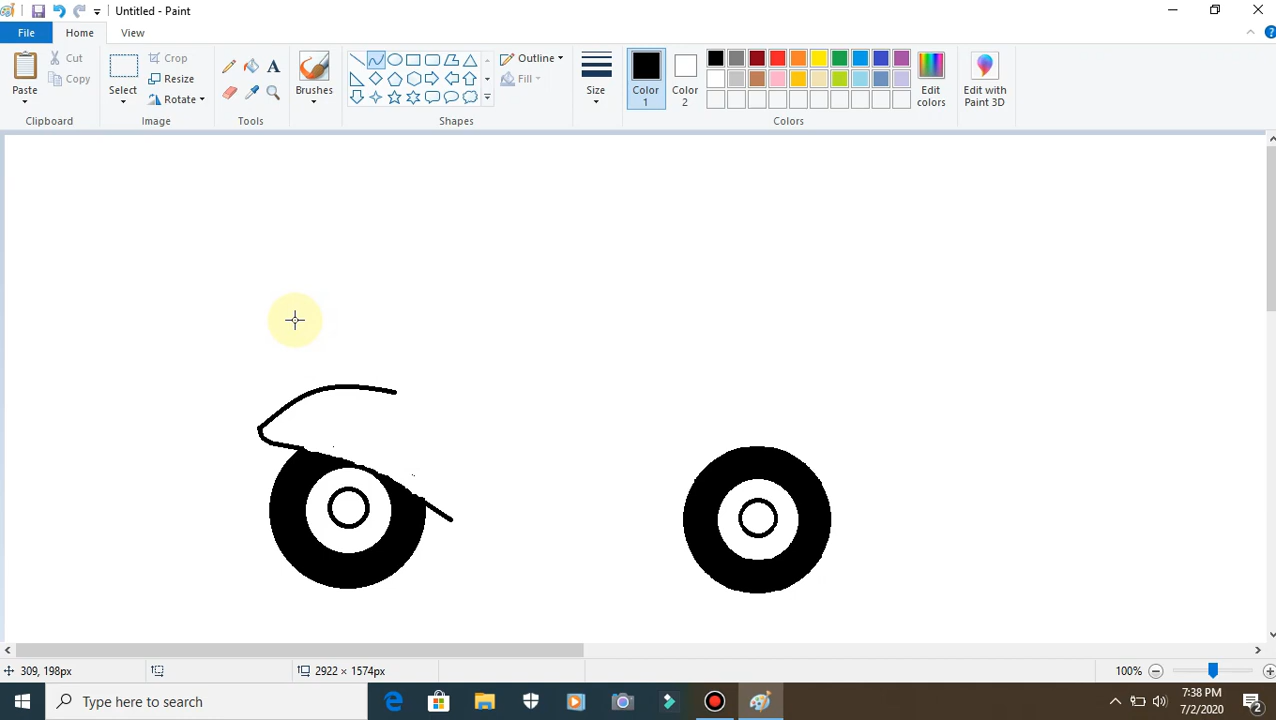 Untitled - Paint
File Home View
Paste
Cut
Copy
Clipboard
Select
Crop
Resize
Rotate
Image
A
Tools
Brushes
Shapes
Outline
Fill
Size
Color 1
Color 2
Edit colors
Colors
Edit with Paint 3D
309, 198px
2922 × 1574px
100%
Type here to search
7:38 PM
7/2/2020
2